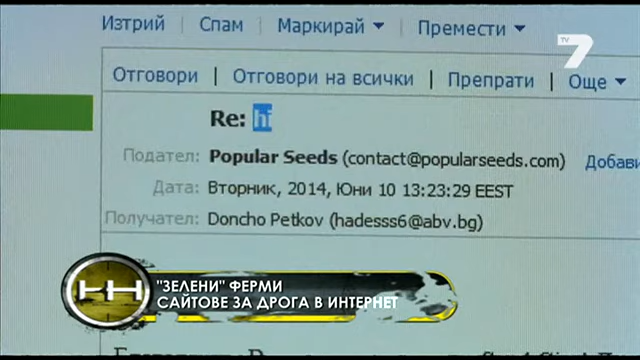 Изтрий Спам Маркирай Премести
TV 7
Отговори | Отговори на всички | Препрати | Още
Re: hi
Подател: Popular Seeds (contact@popularseeds.com) Добави
Дата: Вторник, 2014, Юни 10 13:23:29 EEST
Получател: Doncho Petkov (hadesss6@abv.bg)
"ЗЕЛЕНИ" ФЕРМИ
САЙТОВЕ ЗА ДРОГА В ИНТЕРНЕТ